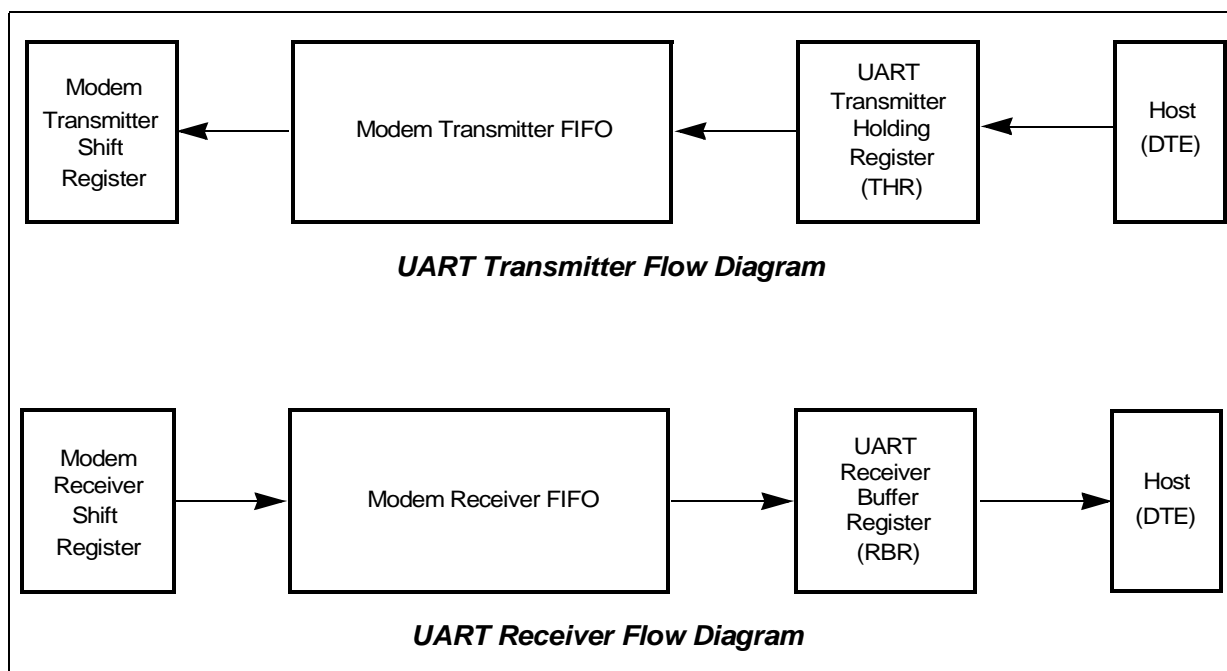 Modem
Transmitter
Shift
Register
Modem Transmitter FIFO
UART
Transmitter
Holding
Register
(THR)
Host
(DTE)
UART Transmitter Flow Diagram
Modem
Receiver
Shift
Register
Modem Receiver FIFO
UART
Receiver
Buffer
Register
(RBR)
Host
(DTE)
UART Receiver Flow Diagram